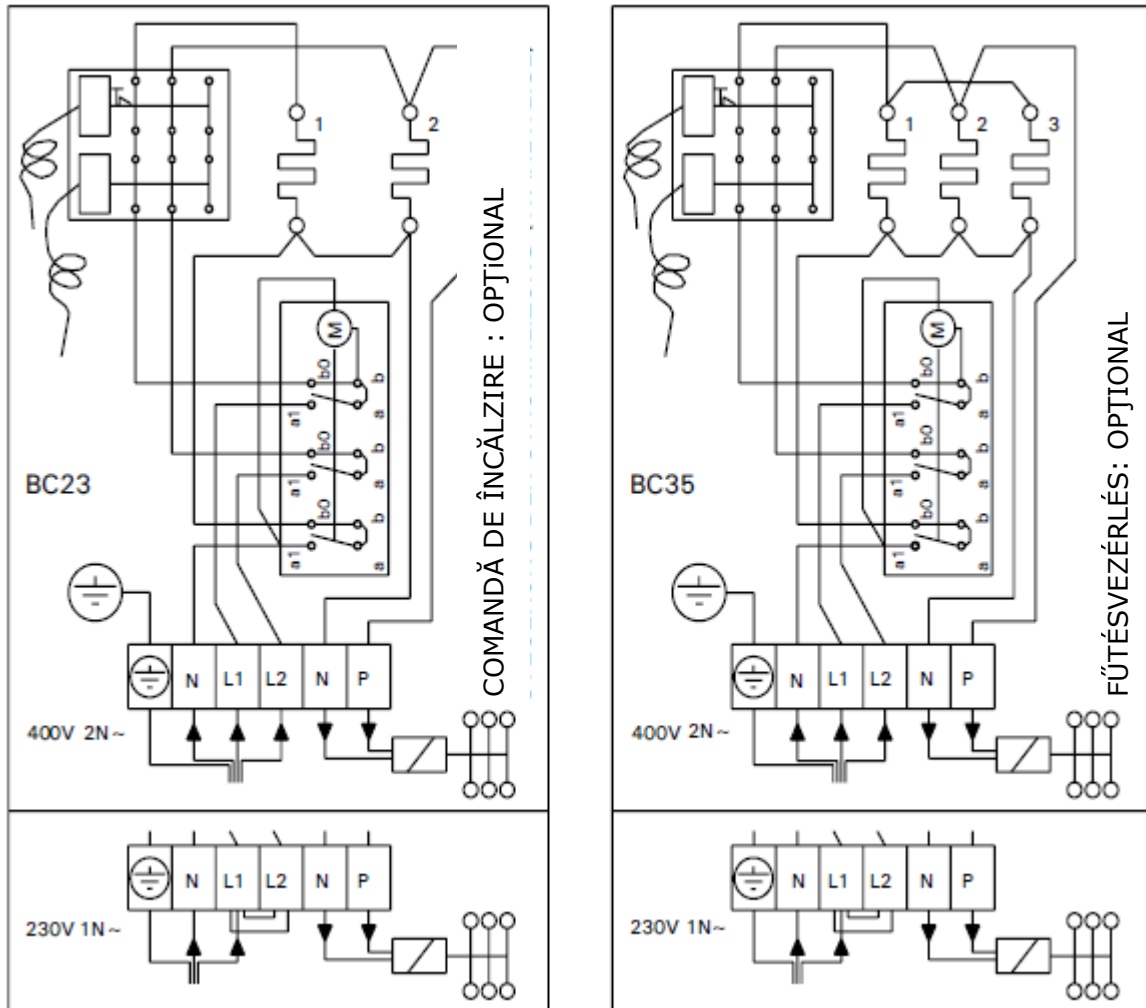 1
2
M
b0
b
a1
a
b0
b
a1
a
b0
b
a1
a
BC23
COMANDĂ DE ÎNCĂLZIRE : OPȚiONAL
N L1 L2 N P
400V 2N~
N L1 L2 N P
230V 1N~
1
2
3
M
b0
b
a1
a
b0
b
a1
a
b0
b
a1
a
BC35
FŰTÉSVEZÉRLÉS: OPȚIONAL
N L1 L2 N P
400V 2N~
N L1 L2 N P
230V 1N~